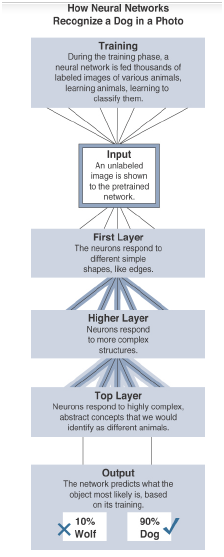 How Neural Networks
Recognize a Dog in a Photo
Training
During the training phase, a
neural network is fed thousands of
labeled images of various animals,
learning animals, learning to
classify them.
Input
An unlabeled
image is shown
to the pretrained
network.
First Layer
The neurons respond to
different simple
shapes, like edges.
Higher Layer
Neurons respond
to more complex
structures.
Top Layer
Neurons respond to highly complex,
abstract concepts that we would
identify as different animals.
Output
The network predicts what the
object most likely is, based
on its training.
10%
Wolf
90%
Dog